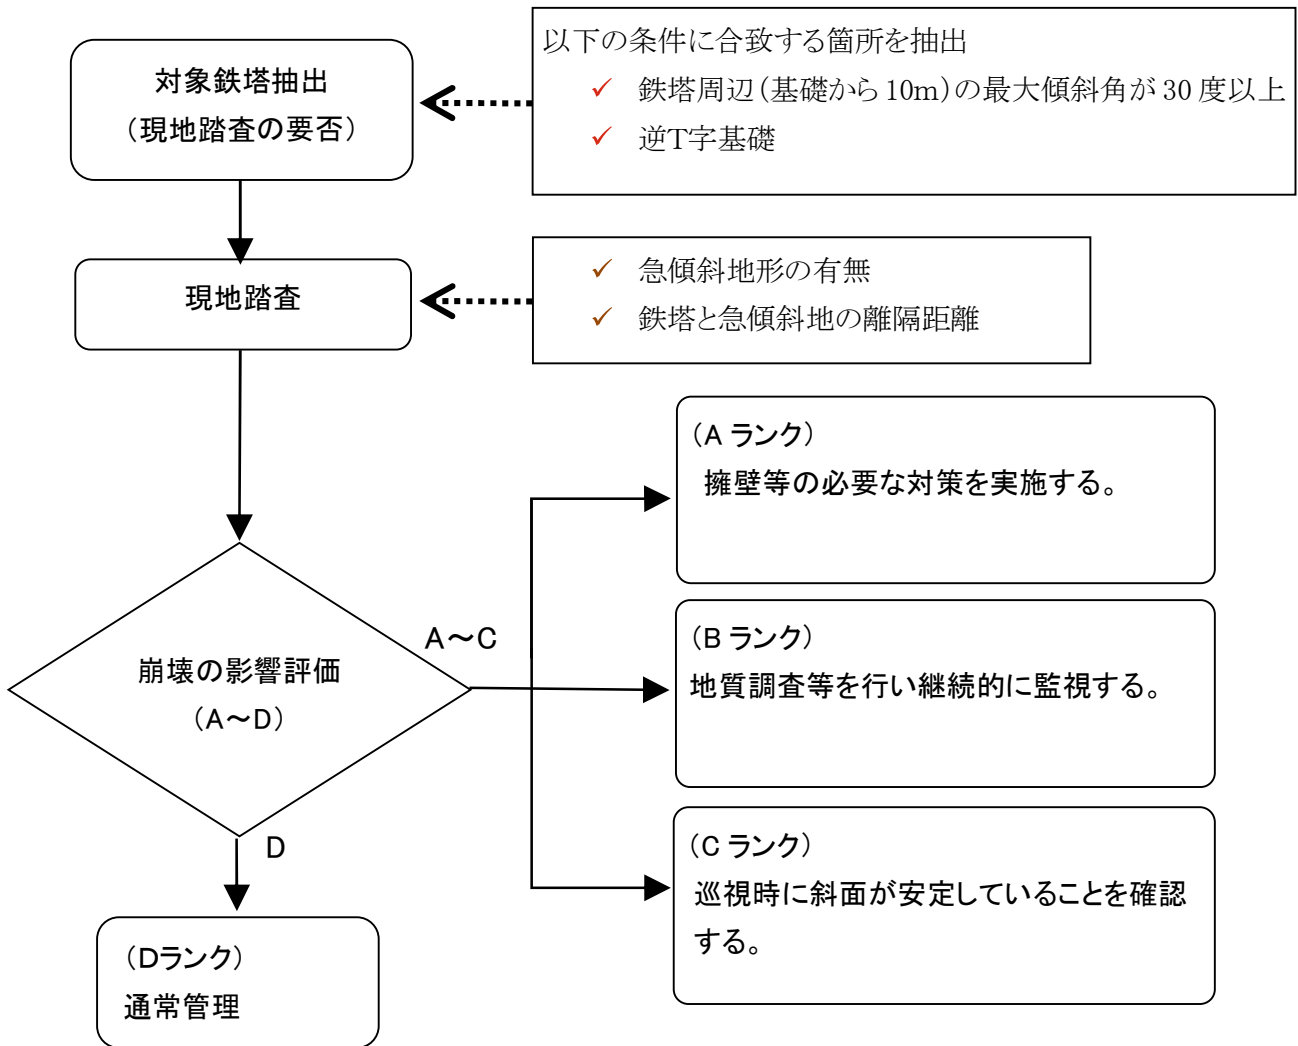 対象鉄塔抽出
（現地踏査の要否）
以下の条件に合致する箇所を抽出
✓ 鉄塔周辺（基礎から10m）の最大傾斜角が30度以上
✓ 逆T字基礎
現地踏査
✓ 急傾斜地形の有無
✓ 鉄塔と急傾斜地の離隔距離
崩壊の影響評価
（A～D）
A～C
D
（A ランク）
擁壁等の必要な対策を実施する。
（B ランク）
地質調査等を行い継続的に監視する。
（C ランク）
巡視時に斜面が安定していることを確認
する。
（Dランク）
通常管理